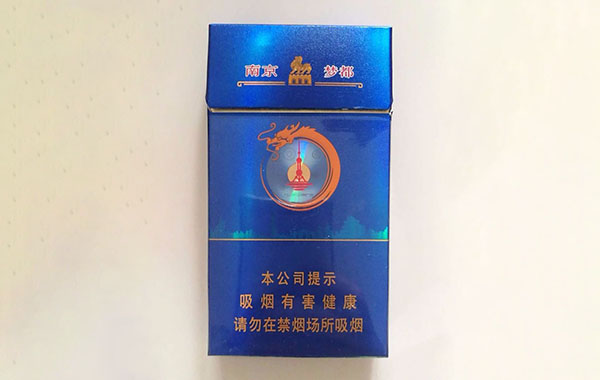 南京 梦都
本公司提示
吸烟有害健康
请勿在禁烟场所吸烟